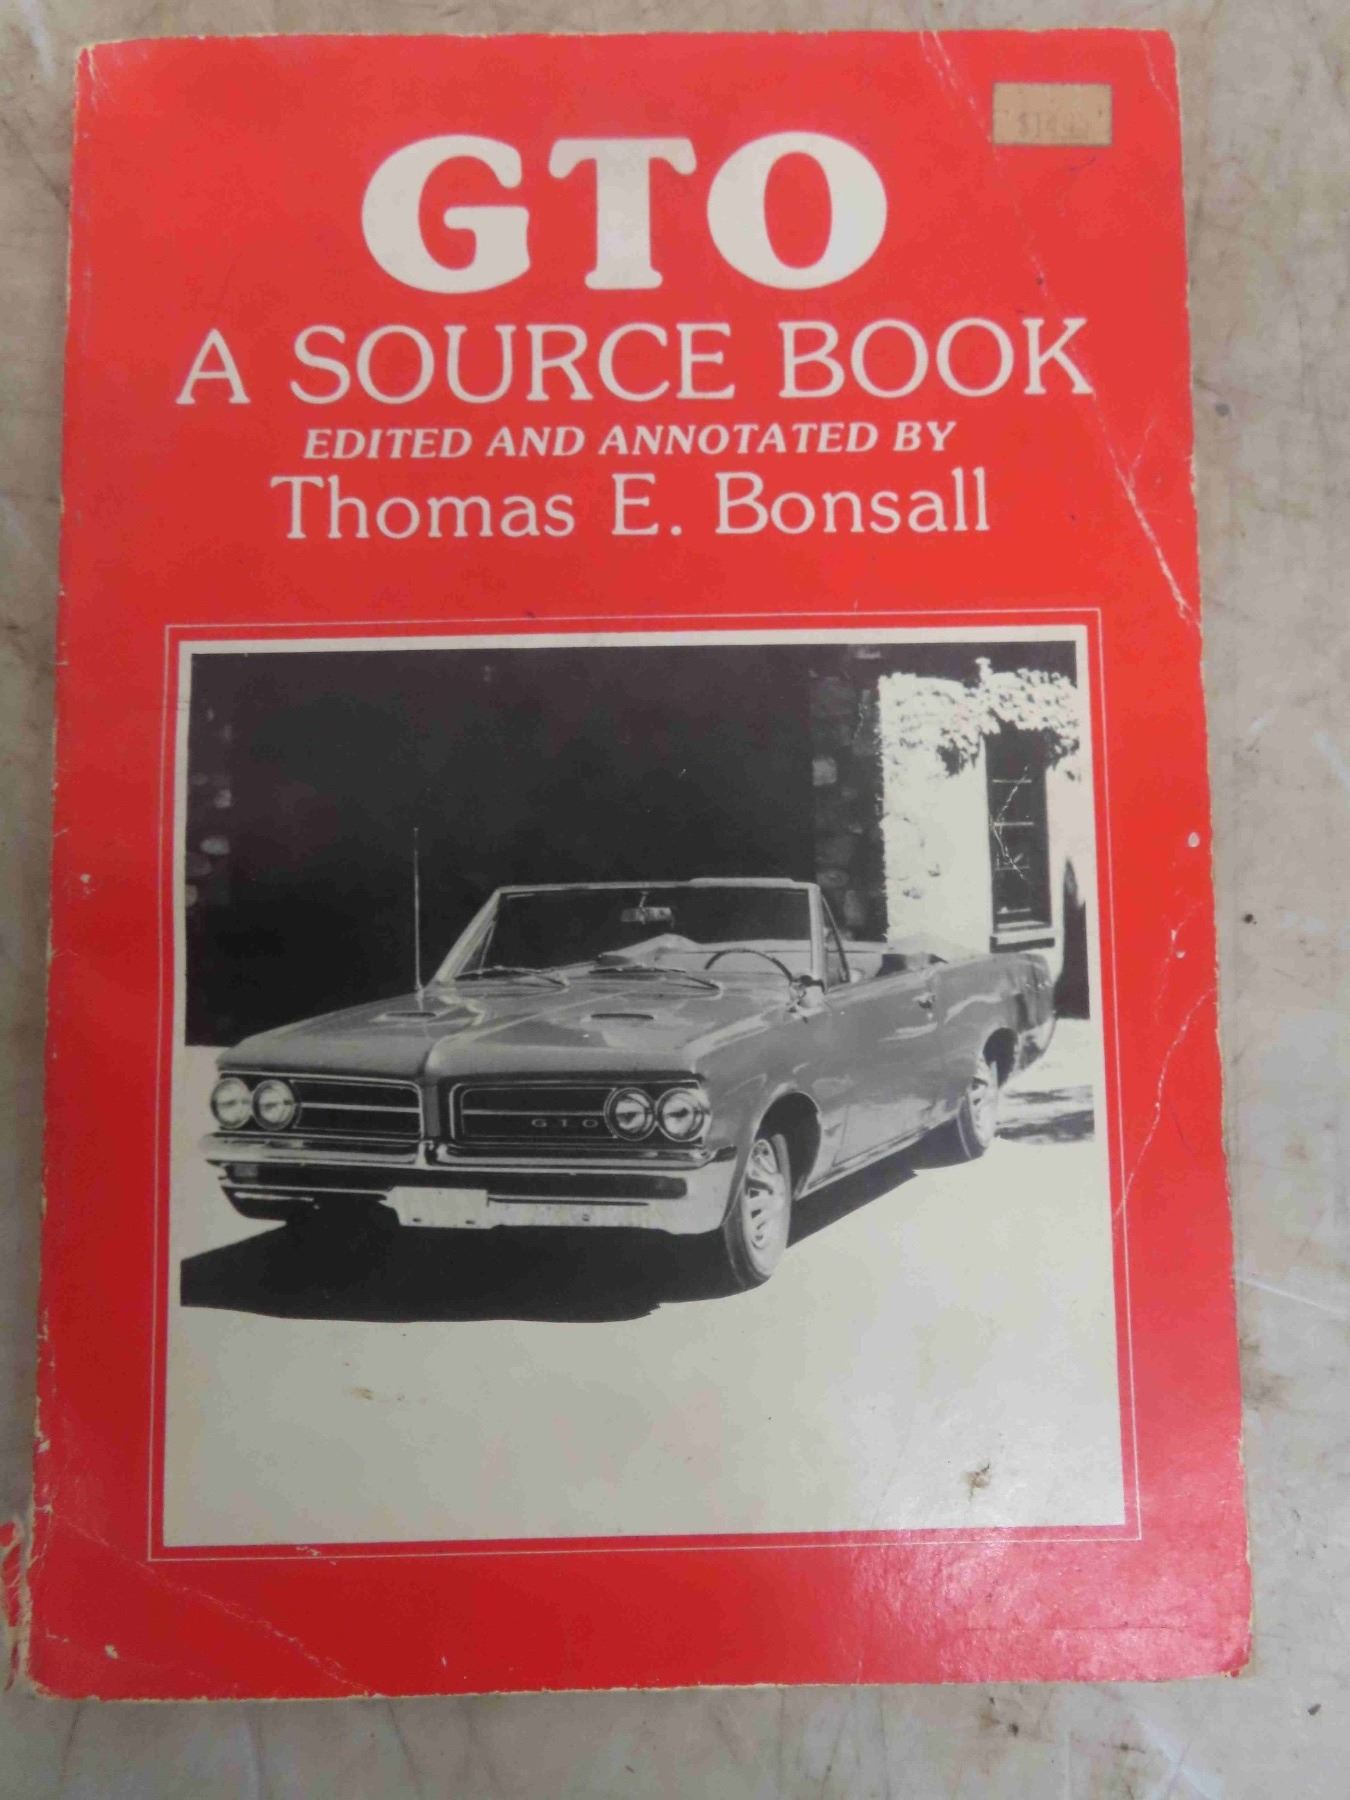 GTO
A SOURCE BOOK
EDITED AND ANNOTATED BY
Thomas E. Bonsall
GTO